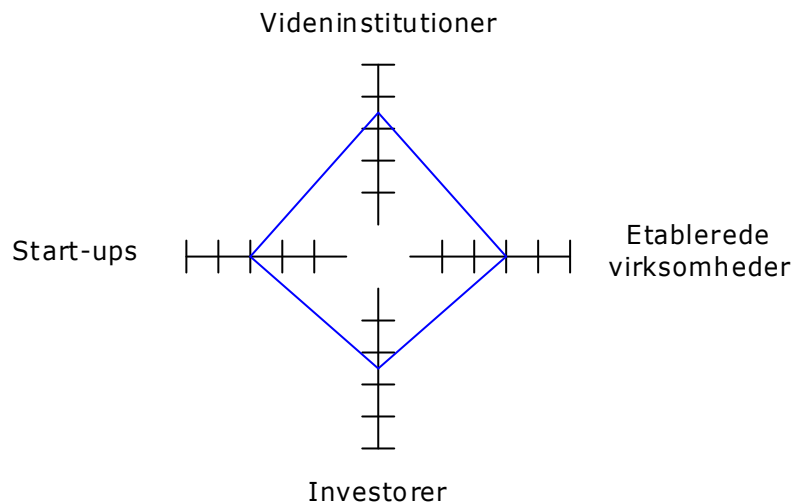 Videninstitutioner
Start-ups
Etablerede
virksomheder
Investorer